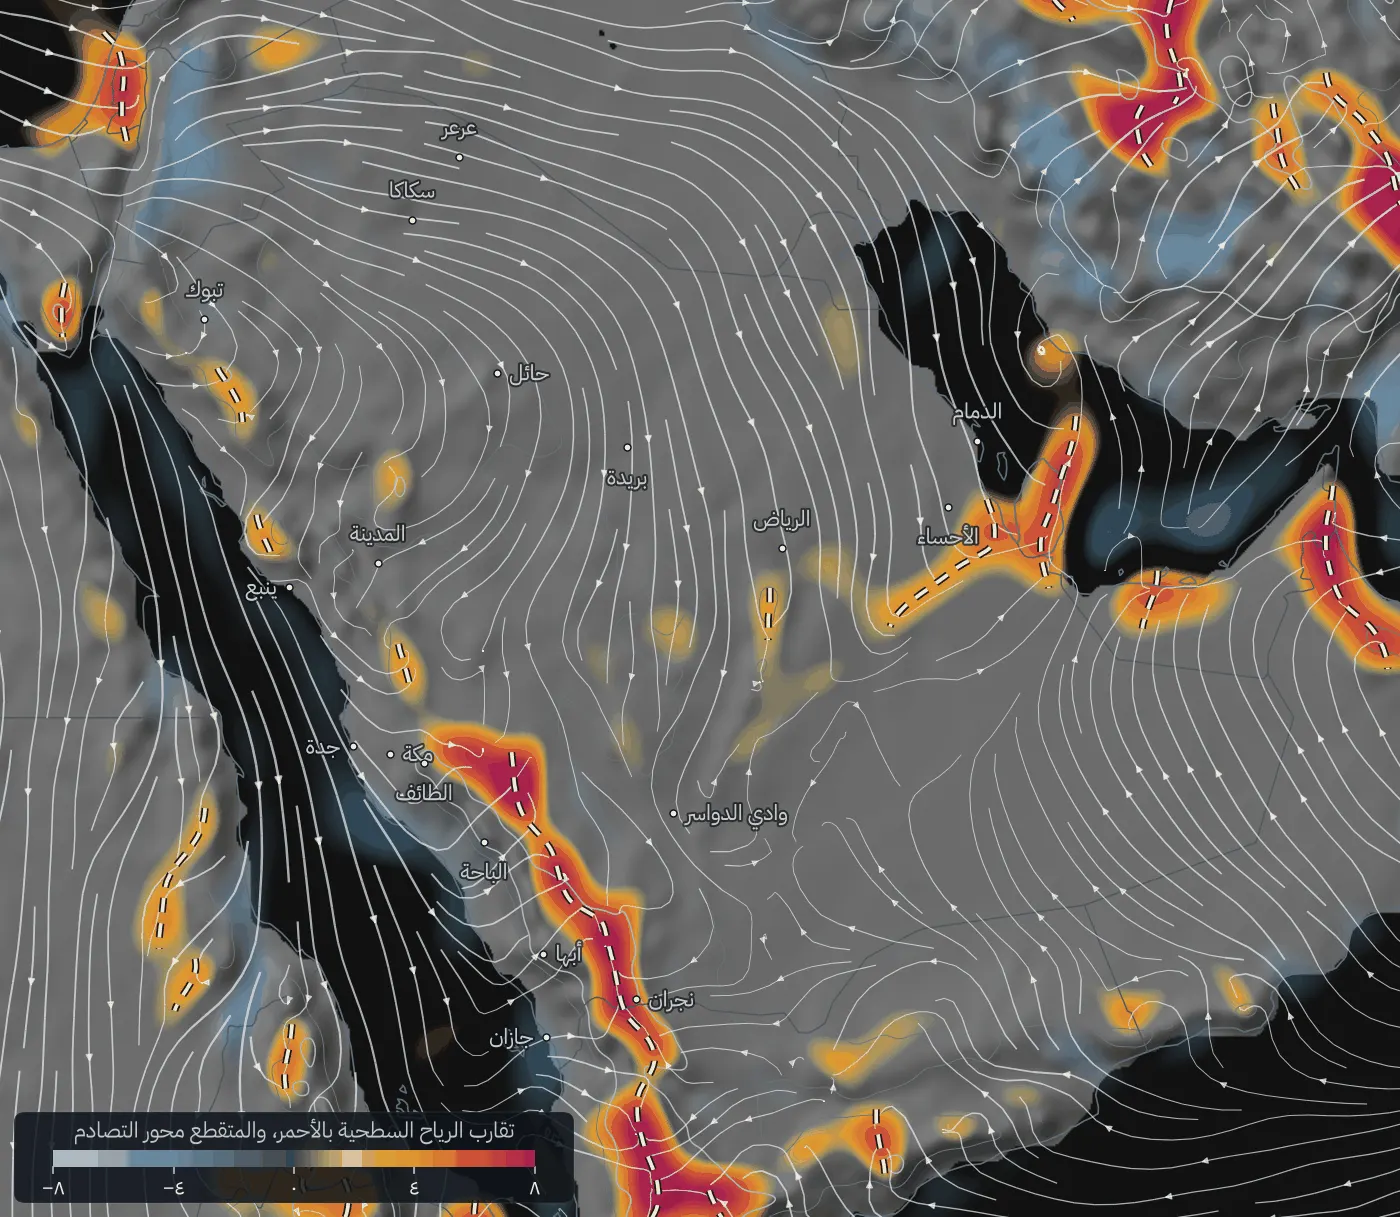 عرعر
سكاكا
تبوك
حائل
الدمام
بريدة
الرياض
المدينة
الأحساء
ينبع
جدة
مكة
الطائف
وادي الدواسر
الباحة
أبها
نجران
جازان
تقارب الرياح السطحية بالأحمر، والمتقطع محور التصادم
−٨ −٤ ٠ ٤ ٨